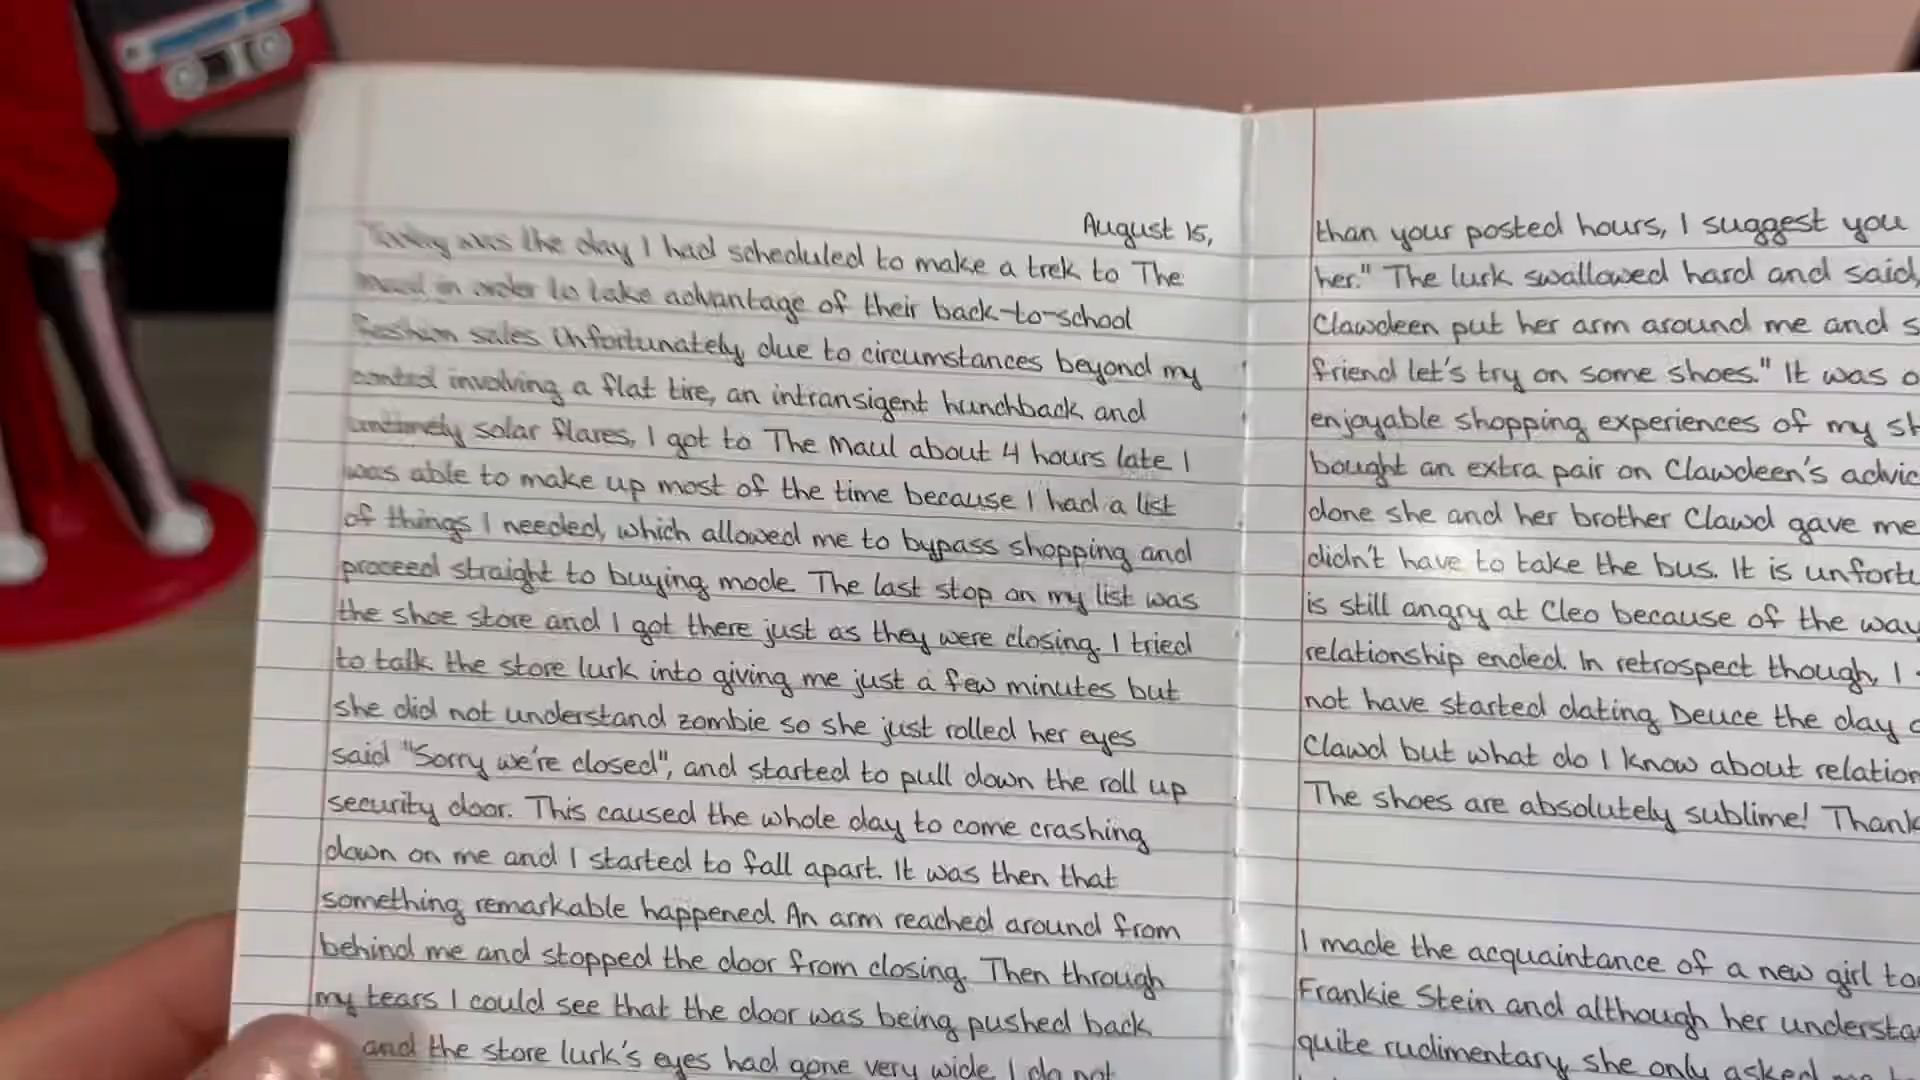 August 15,
Today was the day I had scheduled to make a trek to The
Maul in order to take advantage of their back-to-school
fashion sales. Unfortunately due to circumstances beyond my
control involving a flat tire, an intransigent hunchback and
untimely solar flares, I got to The Maul about 4 hours late I
was able to make up most of the time because I had a list
of things I needed, which allowed me to bypass shopping and
proceed straight to buying mode. The last stop on my list was
the shoe store and I got there just as they were closing. I tried
to talk the store lurk into giving me just a few minutes but
she did not understand zombie so she just rolled her eyes
said "Sorry we're closed", and started to pull down the roll up
security door. This caused the whole day to come crashing
down on me and I started to fall apart. It was then that
something remarkable happened. An arm reached around from
behind me and stopped the door from closing. Then through
my tears I could see that the door was being pushed back
and the store lurk's eyes had gone very wide. I do not
than your posted hours, I suggest you
her." The lurk swallowed hard and said,
Clawdeen put her arm around me and s
friend let's try on some shoes." It was o
enjoyable shopping experiences of my
bought an extra pair on Clawdeen's advic
done she and her brother Clawd gave me
didn't have to take the bus. It is unfortu
is still angry at Cleo because of the way
relationship ended. In retrospect though, I
not have started dating Deuce the day
Clawd but what do I know about relation
The shoes are absolutely sublime! Thank
I made the acquaintance of a new girl
Frankie Stein and although her understa
quite rudimentary she only asked me